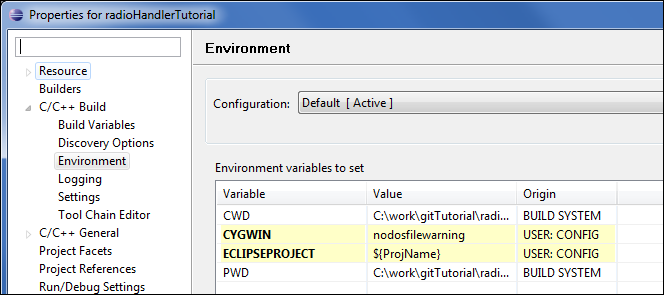 Properties for radioHandlerTutorial
Environment
Resource
Builders
C/C++ Build
Build Variables
Discovery Options
Environment
Logging
Settings
Tool Chain Editor
C/C++ General
Project Facets
Project References
Run/Debug Settings
Configuration: Default [ Active ]
Environment variables to set
Variable Value Origin
CWD C:\work\gitTutorial\radi... BUILD SYSTEM
CYGWIN nodosfilewarning USER: CONFIG
ECLIPSEPROJECT ${ProjName} USER: CONFIG
PWD C:\work\gitTutorial\radi... BUILD SYSTEM